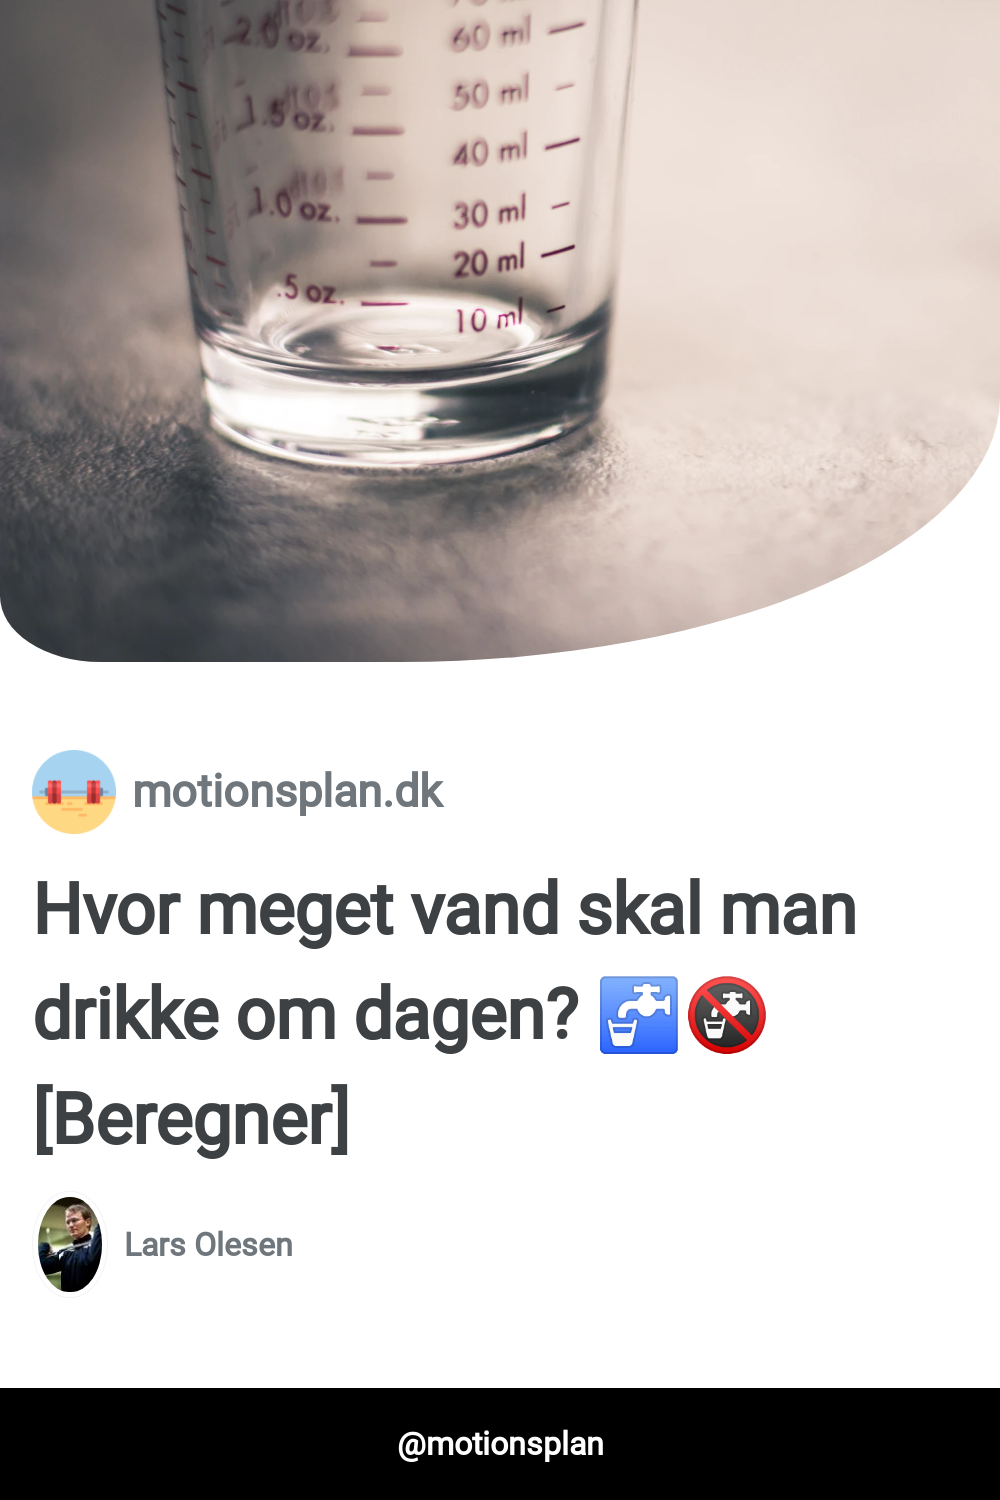 2.0 oz.
60 ml
50 ml
1.5 oz.
40 ml
1.0 oz.
30 ml
20 ml
.5 oz.
10 ml
motionsplan.dk
Hvor meget vand skal man
drikke om dagen? 🚰🚱
[Beregner]
Lars Olesen
@motionsplan